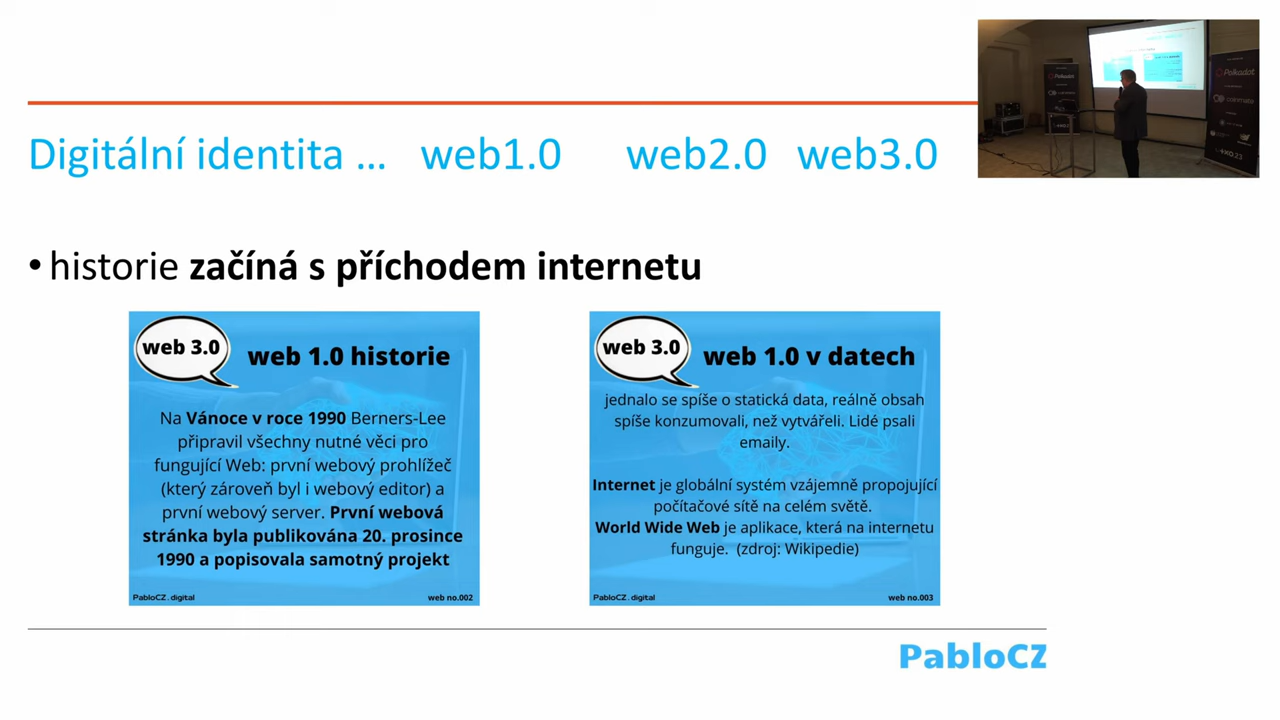 Digitální identita ... web1.0 web2.0 web3.0
• historie začíná s příchodem internetu
web 3.0
web 1.0 historie
Na Vánoce v roce 1990 Berners-Lee
připravil všechny nutné věci pro
fungující Web: první webový prohlížeč
(který zároveň byl i webový editor) a
první webový server. První webová
stránka byla publikována 20. prosince
1990 a popisovala samotný projekt
PabloCZ.digital
web no.002
web 3.0
web 1.0 v datech
jednalo se spíše o statická data, reálně obsah
spíše konzumovali, než vytvářeli. Lidé psali
emaily.
Internet je globální systém vzájemně propojující
počítačové sítě na celém světě.
World Wide Web je aplikace, která na internetu
funguje. (zdroj: Wikipedie)
PabloCZ.digital
web no.003
PabloCZ
Polkadot
coinmate